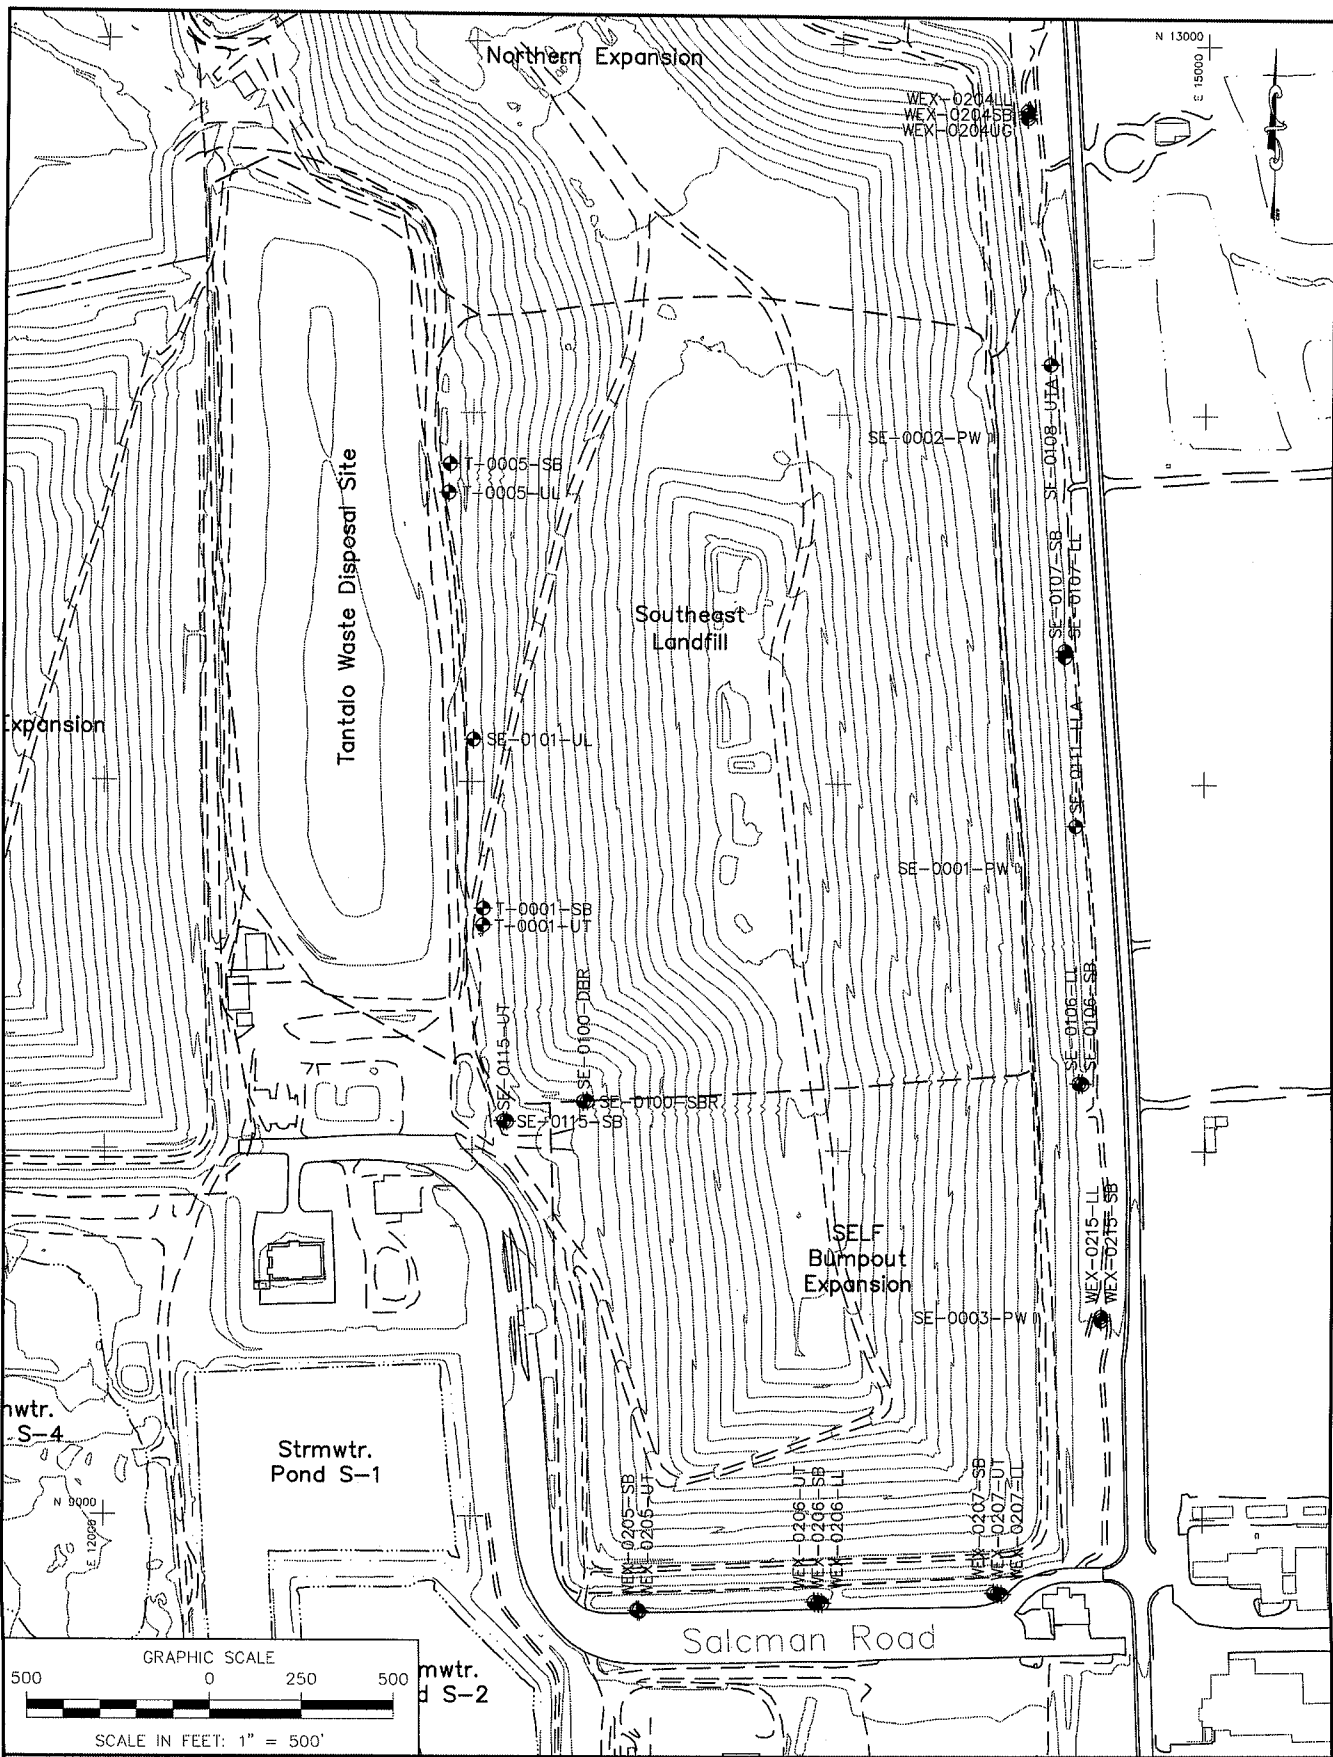 Northern Expansion
N 13000
E 15000
WEX-0204LL
WEX-0204SB
WEX-0204UG
SE-0108-UTA
SE-0002-PW
T-0005-SB
T-0005-UL
Tantalo Waste Disposal Site
SE-0107-SB
SE-0107-LL
Southeast
Landfill
Expansion
SE-0101-UL
SE-0111-LLA
SE-0001-PW
T-0001-SB
T-0001-UT
SE-0115-UT
SE-0100-DBR
SE-0106-LL
SE-0106-SB
SE-0100-SBR
SE-0115-SB
WEX-0215-LL
WEX-0215-SB
SELF
Bumpout
Expansion
SE-0003-PW
wtr.
S-4
Strmwtr.
Pond S-1
N 9000
E 12000
WEX-0205-SB
WEX-0205-UT
WEX-0206-UT
WEX-0206-SB
WEX-0206-LL
WEX-0207-SB
WEX-0207-UT
WEX-0207-LL
Salcman Road
mwtr.
d S-2
GRAPHIC SCALE
500 0 250 500
SCALE IN FEET: 1" = 500'